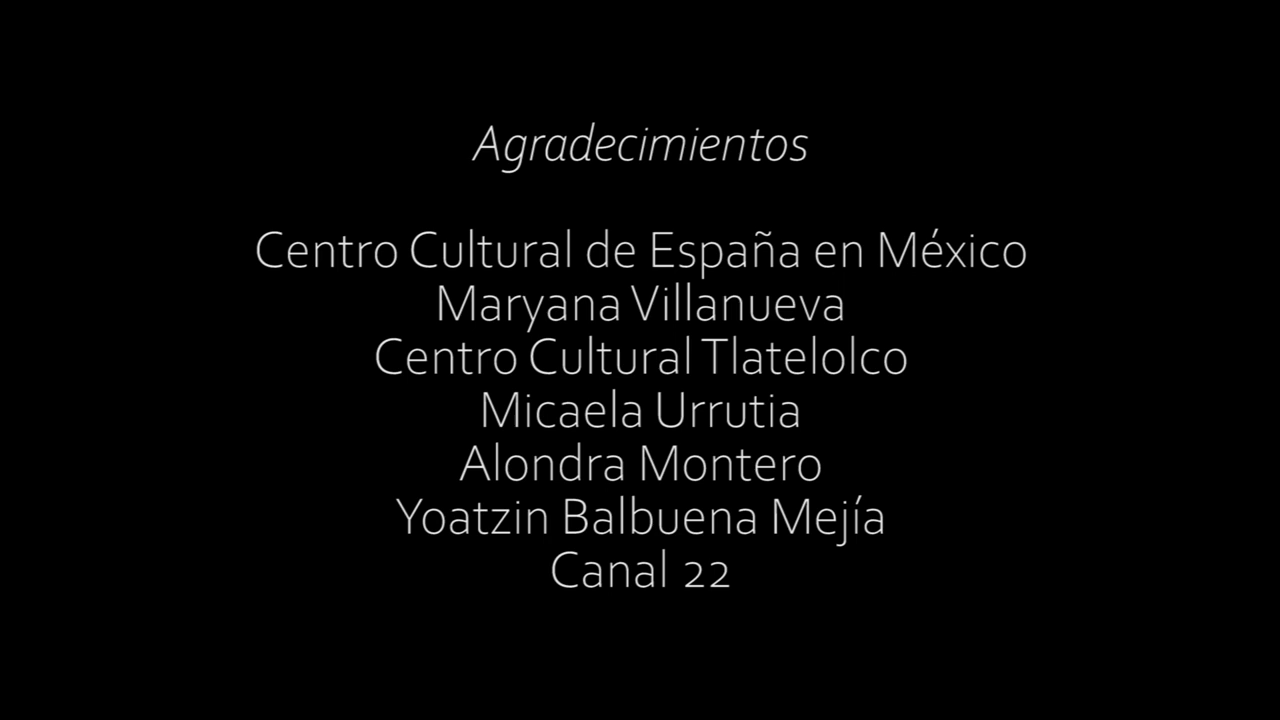 Agradecimientos
Centro Cultural de España en México
Maryana Villanueva
Centro Cultural Tlatelolco
Micaela Urrutia
Alondra Montero
Yoatzin Balbuena Mejía
Canal 22